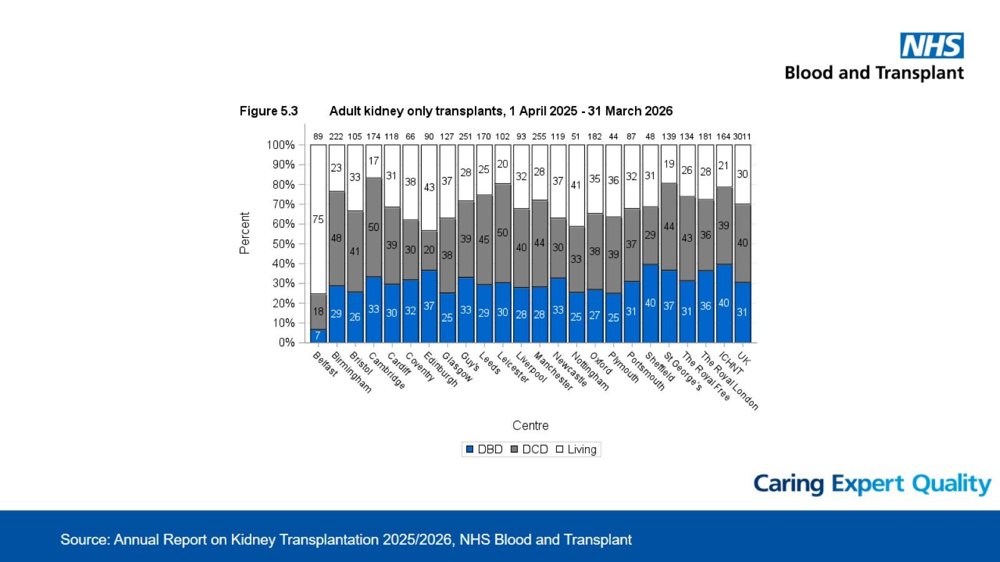 NHS
Blood and Transplant
Figure 5.3 Adult kidney only transplants, 1 April 2025 - 31 March 2026
89 222 105 174 118 66 90 127 251 170 102 93 255 119 51 182 44 87 48 139 134 181 164 3011
100%
90%
80%
70%
60%
50%
40%
30%
20%
10%
0%
Percent
75 23 33 17 31 38 43 37 28 25 20 32 28 37 41 35 36 32 31 19 26 28 21 30
18 48 41 50 39 30 20 38 39 45 50 40 44 30 33 38 39 37 29 44 43 36 39 40
7 29 26 33 30 32 37 25 33 29 30 28 28 33 25 27 25 31 40 37 31 36 40 31
Belfast
Birmingham
Bristol
Cambridge
Cardiff
Coventry
Edinburgh
Glasgow
Guy's
Leeds
Leicester
Liverpool
Manchester
Newcastle
Nottingham
Oxford
Plymouth
Portsmouth
Sheffield
St George's
The Royal Free
The Royal London
ICHNT
UK
Centre
DBD DCD Living
Caring Expert Quality
Source: Annual Report on Kidney Transplantation 2025/2026, NHS Blood and Transplant